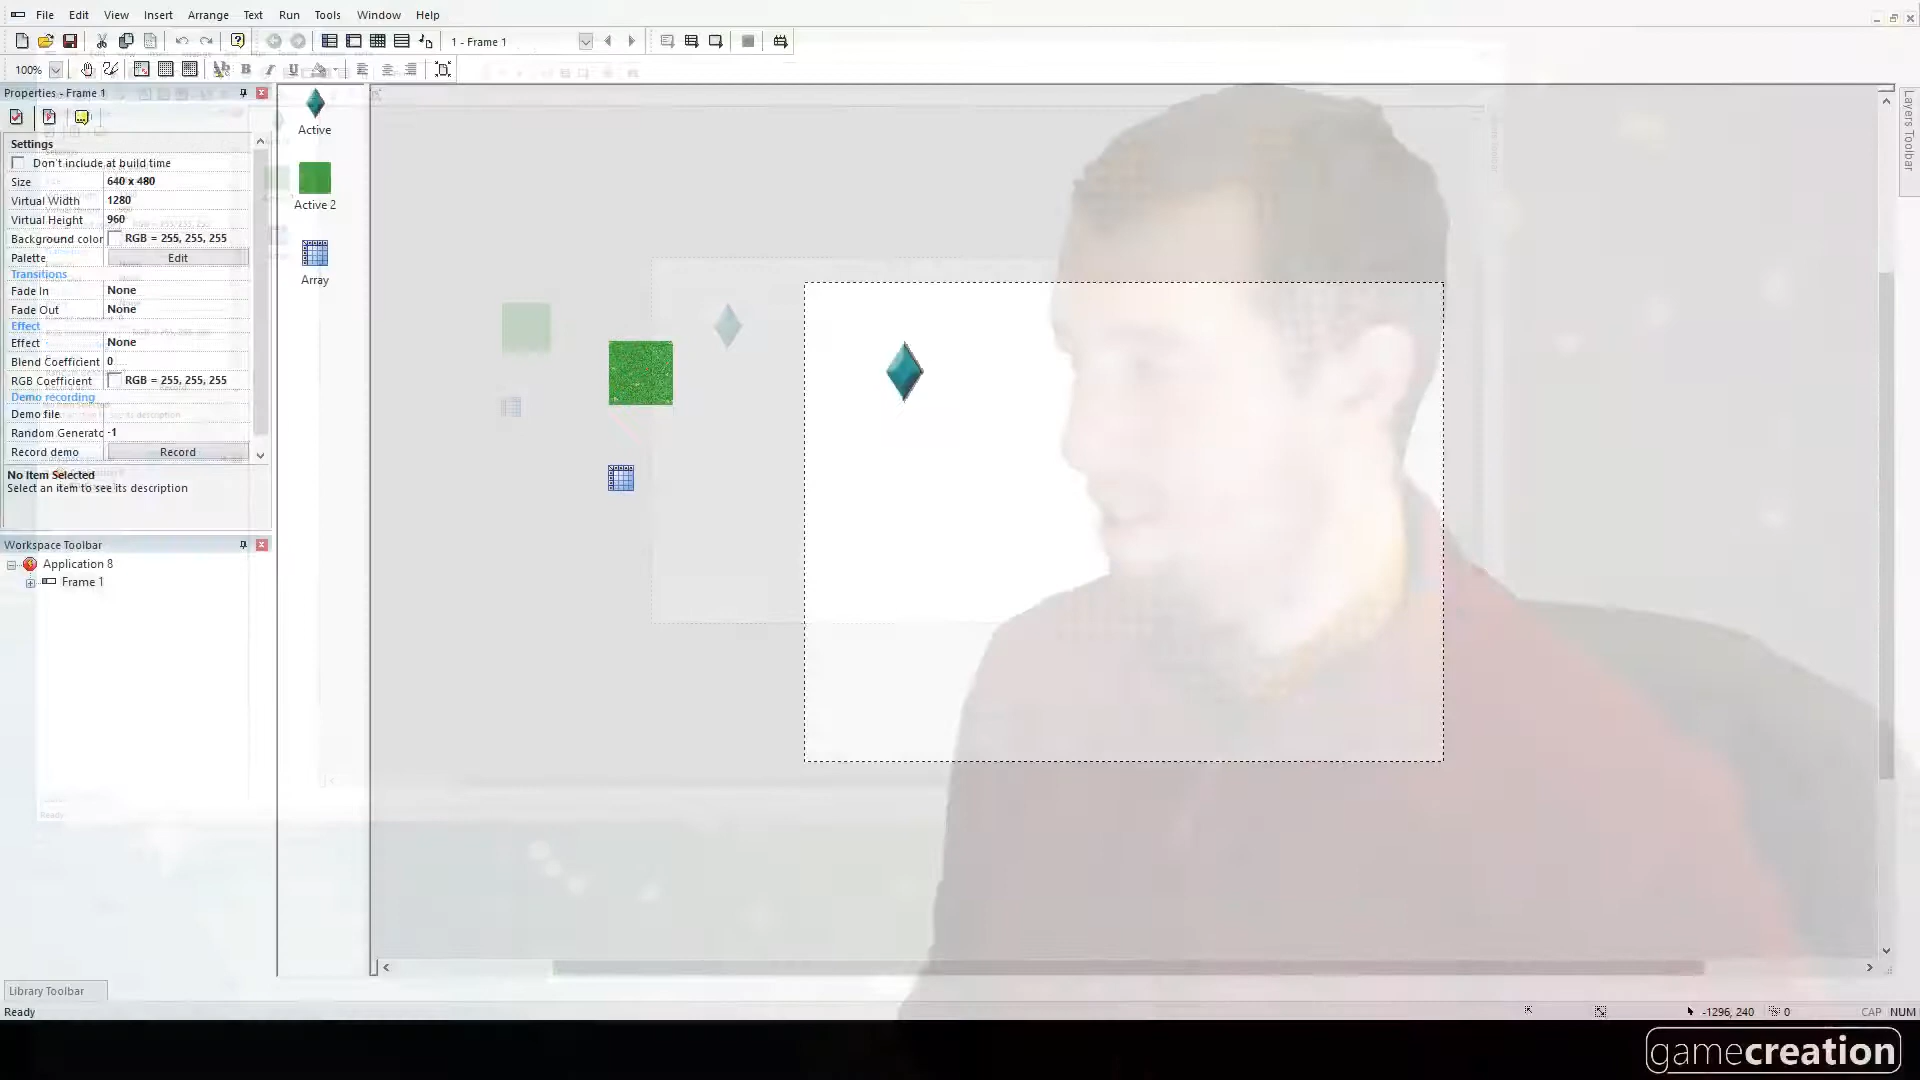 File Edit View Insert Arrange Text Run Tools Window Help
1 - Frame 1
100%
Properties - Frame 1
Settings
Don't include at build time
Size 640 x 480
Virtual Width 1280
Virtual Height 960
Background color RGB = 255, 255, 255
Palette Edit
Transitions
Fade In None
Fade Out None
Effect
Effect None
Blend Coefficient 0
RGB Coefficient RGB = 255, 255, 255
Demo recording
Demo file
Random Generatc -1
Record demo Record
No Item Selected
Select an item to see its description
Active
Active 2
Array
Layers Toolbar
Workspace Toolbar
Application 8
Frame 1
Library Toolbar
Ready
-1296, 240 0 CAP NUM
gamecreation